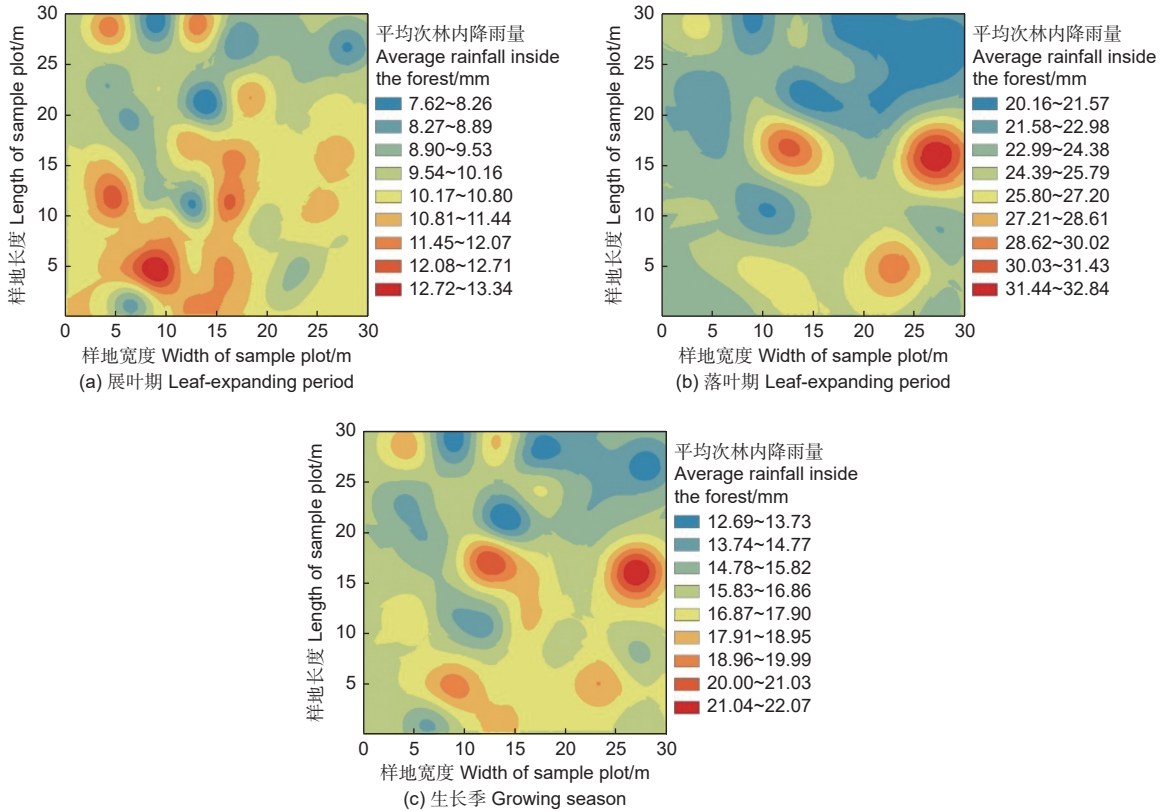 30
25
20
15
10
5
0 5 10 15 20 25 30
样地长度 Length of sample plot/m
样地宽度 Width of sample plot/m
(a) 展叶期 Leaf-expanding period
平均次林内降雨量
Average rainfall inside
the forest/mm
7.62~8.26
8.27~8.89
8.90~9.53
9.54~10.16
10.17~10.80
10.81~11.44
11.45~12.07
12.08~12.71
12.72~13.34
30
25
20
15
10
5
0 5 10 15 20 25 30
样地长度 Length of sample plot/m
样地宽度 Width of sample plot/m
(b) 落叶期 Leaf-expanding period
平均次林内降雨量
Average rainfall inside
the forest/mm
20.16~21.57
21.58~22.98
22.99~24.38
24.39~25.79
25.80~27.20
27.21~28.61
28.62~30.02
30.03~31.43
31.44~32.84
30
25
20
15
10
5
0 5 10 15 20 25 30
样地长度 Length of sample plot/m
样地宽度 Width of sample plot/m
(c) 生长季 Growing season
平均次林内降雨量
Average rainfall inside
the forest/mm
12.69~13.73
13.74~14.77
14.78~15.82
15.83~16.86
16.87~17.90
17.91~18.95
18.96~19.99
20.00~21.03
21.04~22.07